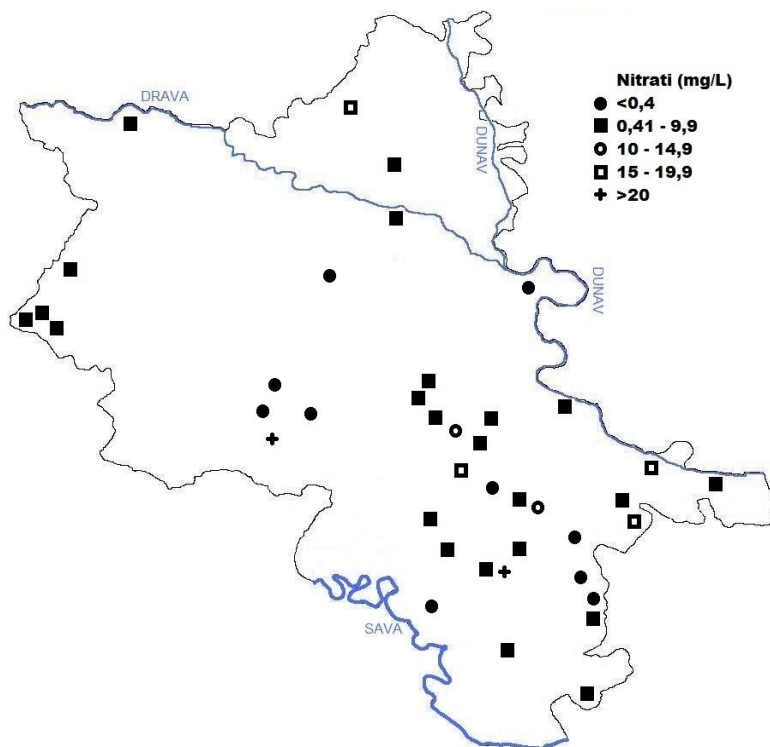 Nitrati (mg/L)
<0,4
0,41 - 9,9
10 - 14,9
15 - 19,9
>20
DRAVA
DUNAV
DUNAV
SAVA